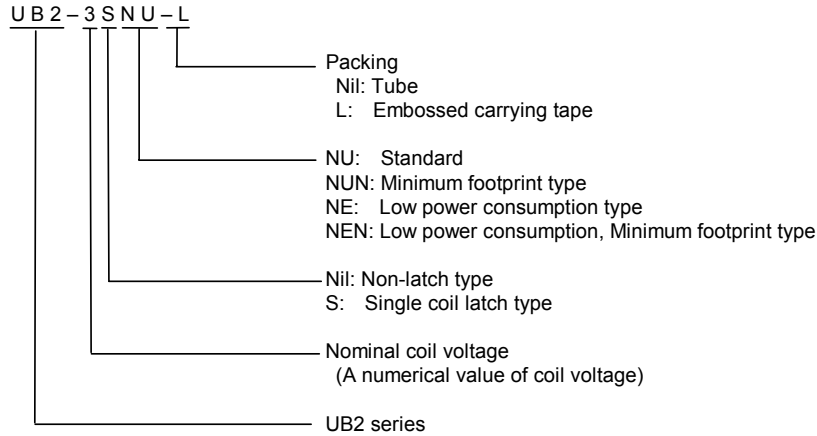 UB2–3SNU–L
Packing
Nil: Tube
L: Embossed carrying tape
NU: Standard
NUN: Minimum footprint type
NE: Low power consumption type
NEN: Low power consumption, Minimum footprint type
Nil: Non-latch type
S: Single coil latch type
Nominal coil voltage
(A numerical value of coil voltage)
UB2 series